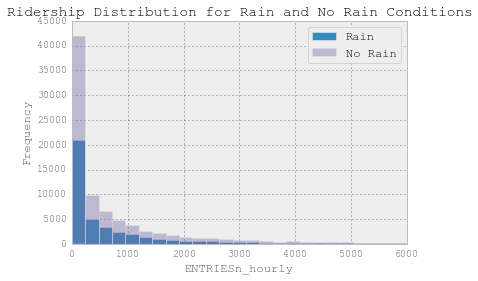 Ridership Distribution for Rain and No Rain Conditions
45000
40000
35000
30000
25000
20000
15000
10000
5000
0
Frequency
Rain
No Rain
0 1000 2000 3000 4000 5000 6000
ENTRIESn_hourly